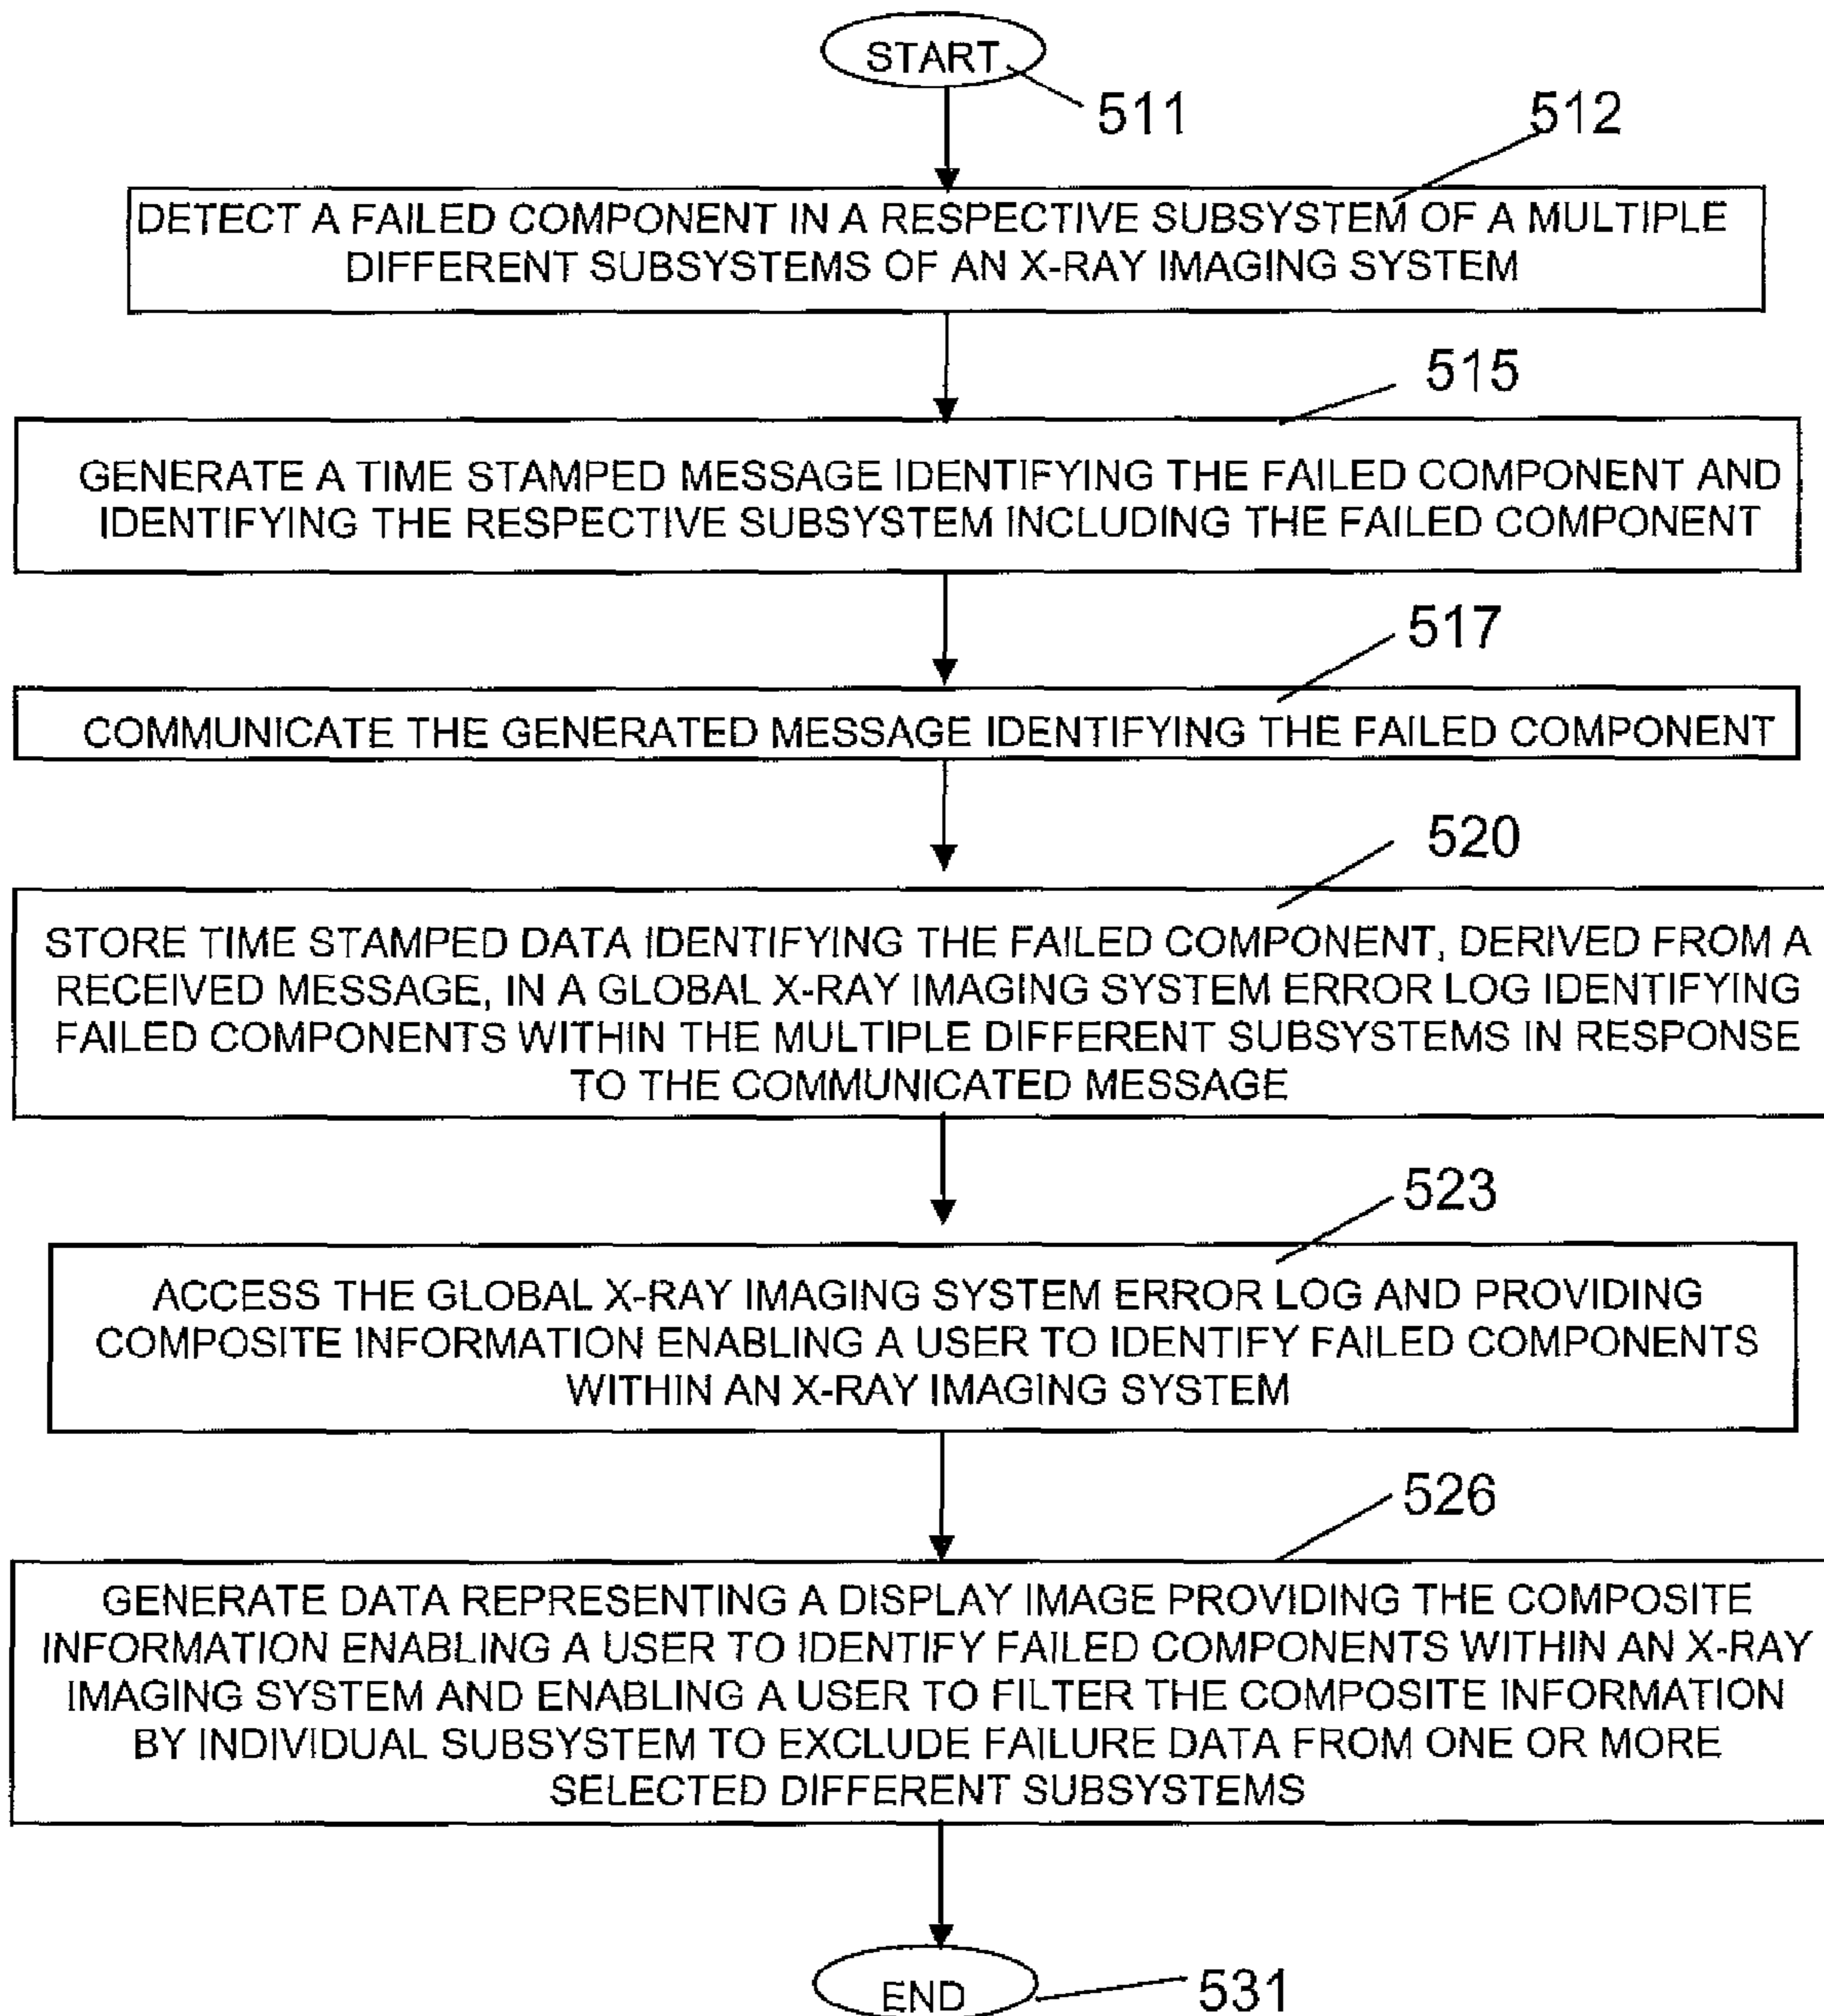 START
511
512
DETECT A FAILED COMPONENT IN A RESPECTIVE SUBSYSTEM OF A MULTIPLE
DIFFERENT SUBSYSTEMS OF AN X-RAY IMAGING SYSTEM
515
GENERATE A TIME STAMPED MESSAGE IDENTIFYING THE FAILED COMPONENT AND
IDENTIFYING THE RESPECTIVE SUBSYSTEM INCLUDING THE FAILED COMPONENT
517
COMMUNICATE THE GENERATED MESSAGE IDENTIFYING THE FAILED COMPONENT
520
STORE TIME STAMPED DATA IDENTIFYING THE FAILED COMPONENT, DERIVED FROM A
RECEIVED MESSAGE, IN A GLOBAL X-RAY IMAGING SYSTEM ERROR LOG IDENTIFYING
FAILED COMPONENTS WITHIN THE MULTIPLE DIFFERENT SUBSYSTEMS IN RESPONSE
TO THE COMMUNICATED MESSAGE
523
ACCESS THE GLOBAL X-RAY IMAGING SYSTEM ERROR LOG AND PROVIDING
COMPOSITE INFORMATION ENABLING A USER TO IDENTIFY FAILED COMPONENTS
WITHIN AN X-RAY IMAGING SYSTEM
526
GENERATE DATA REPRESENTING A DISPLAY IMAGE PROVIDING THE COMPOSITE
INFORMATION ENABLING A USER TO IDENTIFY FAILED COMPONENTS WITHIN AN X-RAY
IMAGING SYSTEM AND ENABLING A USER TO FILTER THE COMPOSITE INFORMATION
BY INDIVIDUAL SUBSYSTEM TO EXCLUDE FAILURE DATA FROM ONE OR MORE
SELECTED DIFFERENT SUBSYSTEMS
END
531